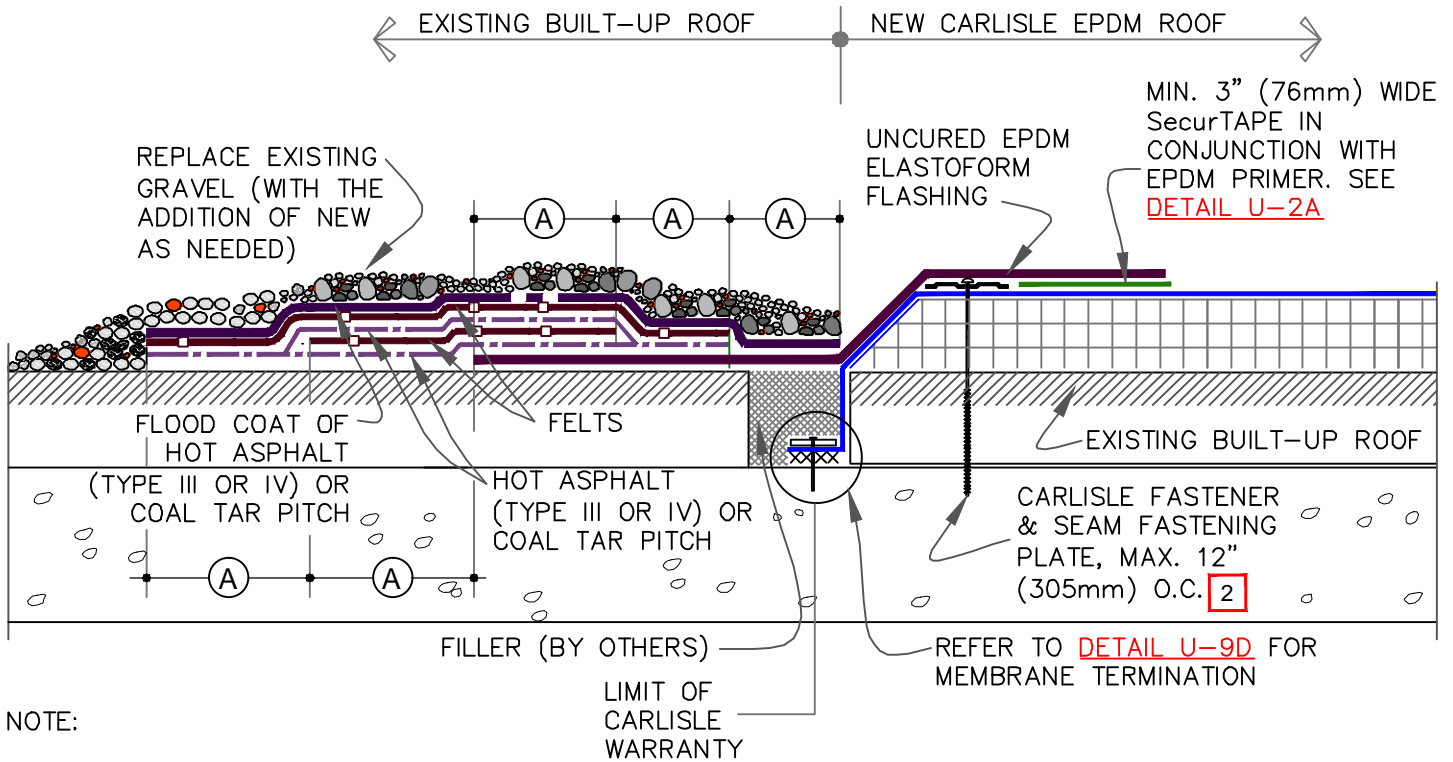 EXISTING BUILT-UP ROOF
NEW CARLISLE EPDM ROOF
MIN. 3" (76mm) WIDE
SecurTAPE IN
CONJUNCTION WITH
EPDM PRIMER. SEE
DETAIL U-2A
UNCURED EPDM
ELASTOFORM
FLASHING
REPLACE EXISTING
GRAVEL (WITH THE
ADDITION OF NEW
AS NEEDED)
A
A
A
FLOOD COAT OF
HOT ASPHALT
(TYPE III OR IV) OR
COAL TAR PITCH
FELTS
HOT ASPHALT
(TYPE III OR IV) OR
COAL TAR PITCH
EXISTING BUILT-UP ROOF
CARLISLE FASTENER
& SEAM FASTENING
PLATE, MAX. 12"
(305mm) O.C. 2
A
A
FILLER (BY OTHERS)
REFER TO DETAIL U-9D FOR
MEMBRANE TERMINATION
LIMIT OF
CARLISLE
WARRANTY
NOTE: